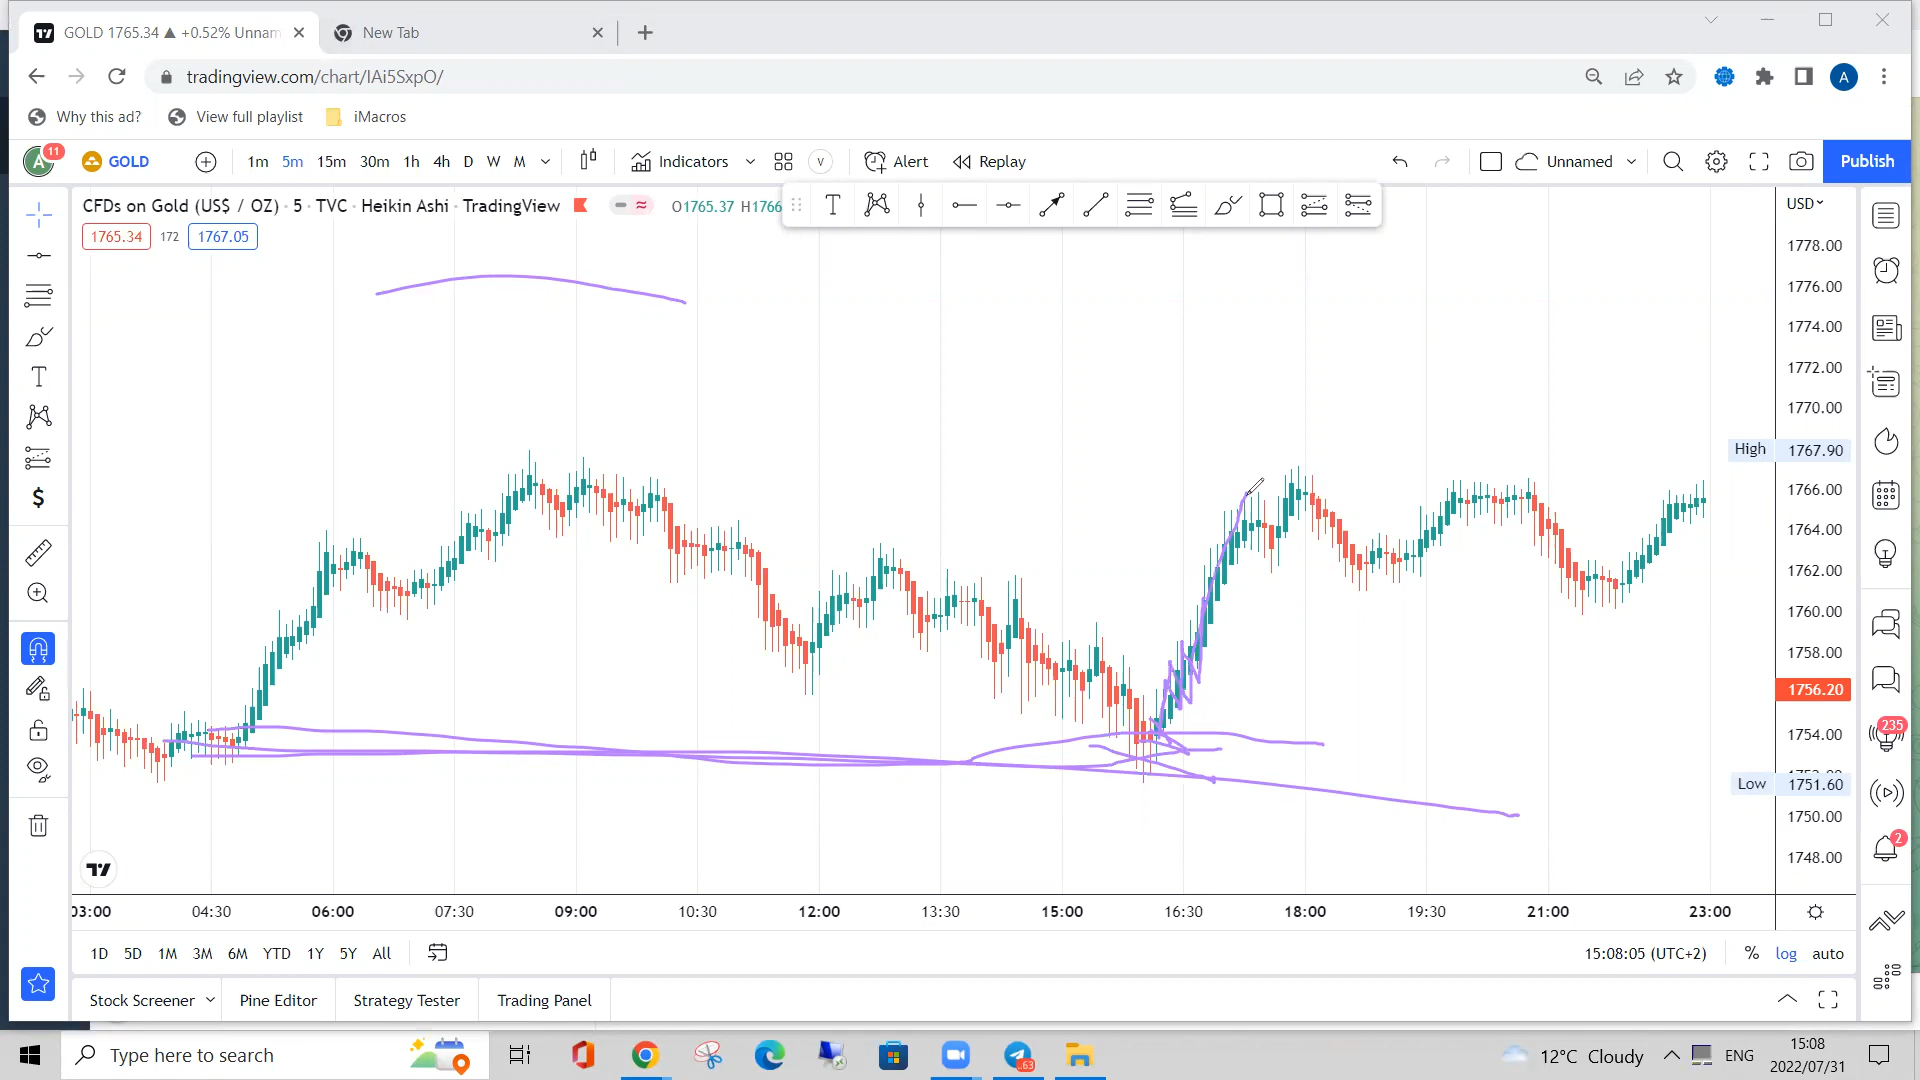 GOLD 1765.34 ▲ +0.52% Unnam
New Tab
tradingview.com/chart/IAi5SxpO/
A
Why this ad?
View full playlist
iMacros
A
11
GOLD
1m 5m 15m 30m 1h 4h D W M
Indicators
V
Alert
Replay
Unnamed
Publish
CFDs on Gold (US$ / OZ) · 5 · TVC · Heikin Ashi · TradingView
O1765.37 H1766
T
USD
1765.34 172 1767.05
1778.00
1776.00
1774.00
1772.00
1770.00
High 1767.90
1766.00
1764.00
1762.00
1760.00
1758.00
1756.20
1754.00
Low 1751.60
1750.00
1748.00
235
2
03:00 04:30 06:00 07:30 09:00 10:30 12:00 13:30 15:00 16:30 18:00 19:30 21:00 23:00
1D 5D 1M 3M 6M YTD 1Y 5Y All
15:08:05 (UTC+2) % log auto
Stock Screener Pine Editor Strategy Tester Trading Panel
Type here to search
63
12°C Cloudy
ENG
15:08
2022/07/31